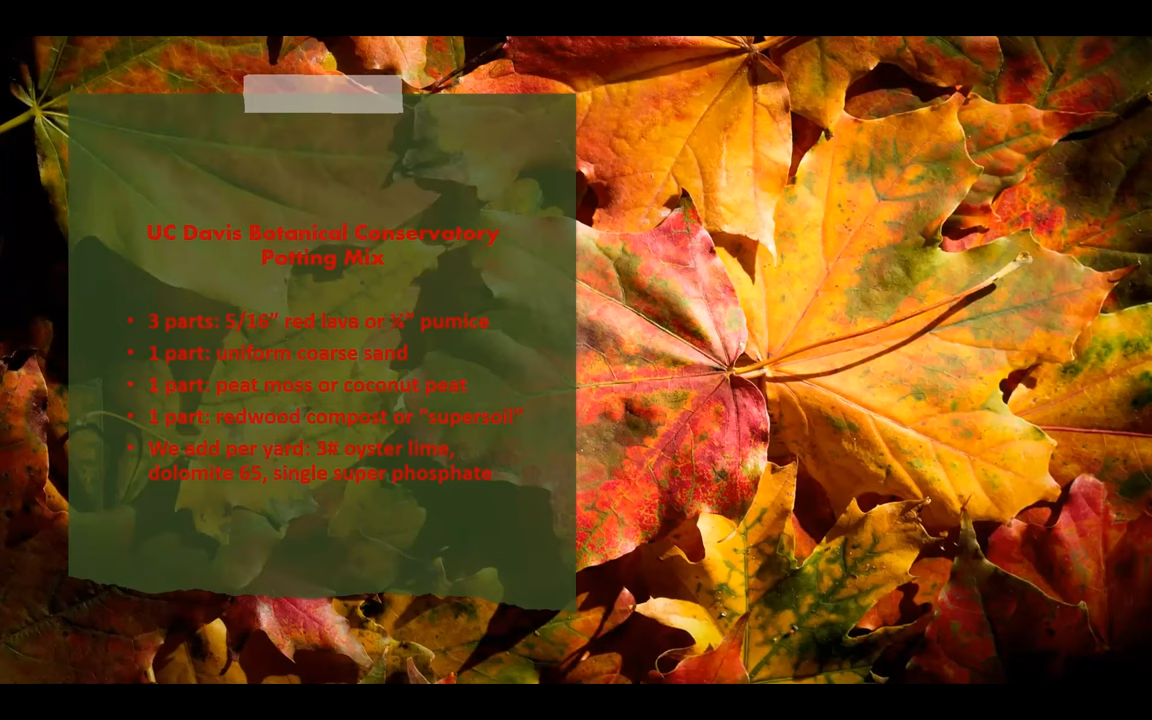 UC Davis Botanical Conservatory
Potting Mix
• 3 parts: 5/16” red lava or ¼” pumice
• 1 part: uniform coarse sand
• 1 part: peat moss or coconut peat
• 1 part: redwood compost or “supersoil”
• We add per yard: 3# oyster lime,
dolomite 65, single super phosphate